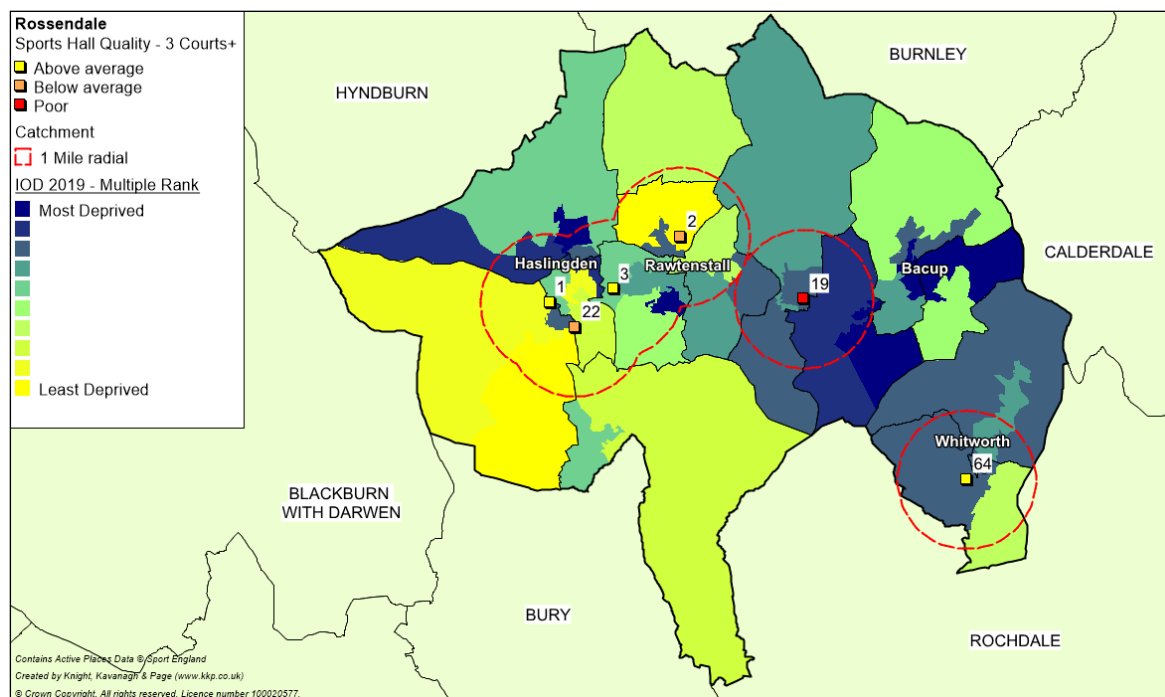 Rossendale
Sports Hall Quality - 3 Courts+
Above average
Below average
Poor
Catchment
1 Mile radial
IOD 2019 - Multiple Rank
Most Deprived
Least Deprived
BURNLEY
HYNDBURN
2
CALDERDALE
Haslingden
Rawtenstall
Bacup
3
19
1
22
Whitworth
64
BLACKBURN
WITH DARWEN
BURY
ROCHDALE
Contains Active Places Data @ Sport England
Created by Knight, Kavanagh & Page (www.kkp.co.uk)
© Crown Copyright. All rights reserved. Licence number 100020577.